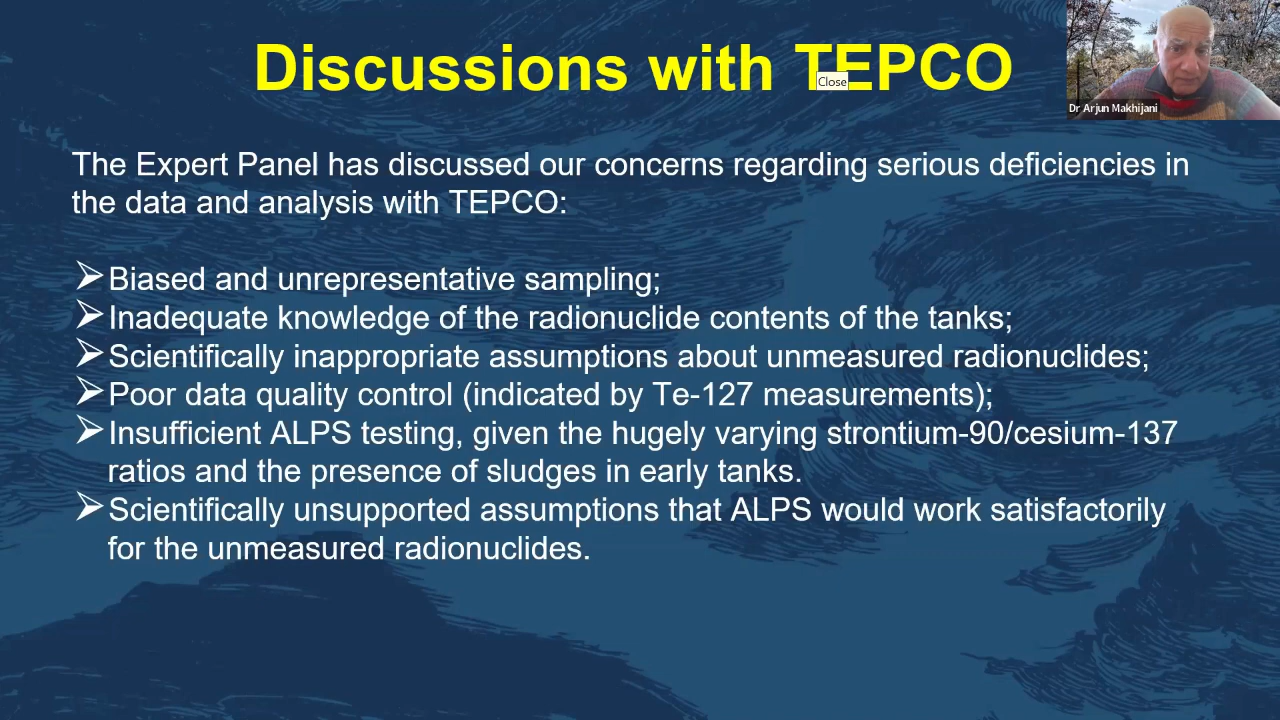 Discussions with TEPCO
Close
Dr Arjun Makhijani
The Expert Panel has discussed our concerns regarding serious deficiencies in
the data and analysis with TEPCO:
➢Biased and unrepresentative sampling;
➢Inadequate knowledge of the radionuclide contents of the tanks;
➢Scientifically inappropriate assumptions about unmeasured radionuclides;
➢Poor data quality control (indicated by Te-127 measurements);
➢Insufficient ALPS testing, given the hugely varying strontium-90/cesium-137
ratios and the presence of sludges in early tanks.
➢Scientifically unsupported assumptions that ALPS would work satisfactorily
for the unmeasured radionuclides.